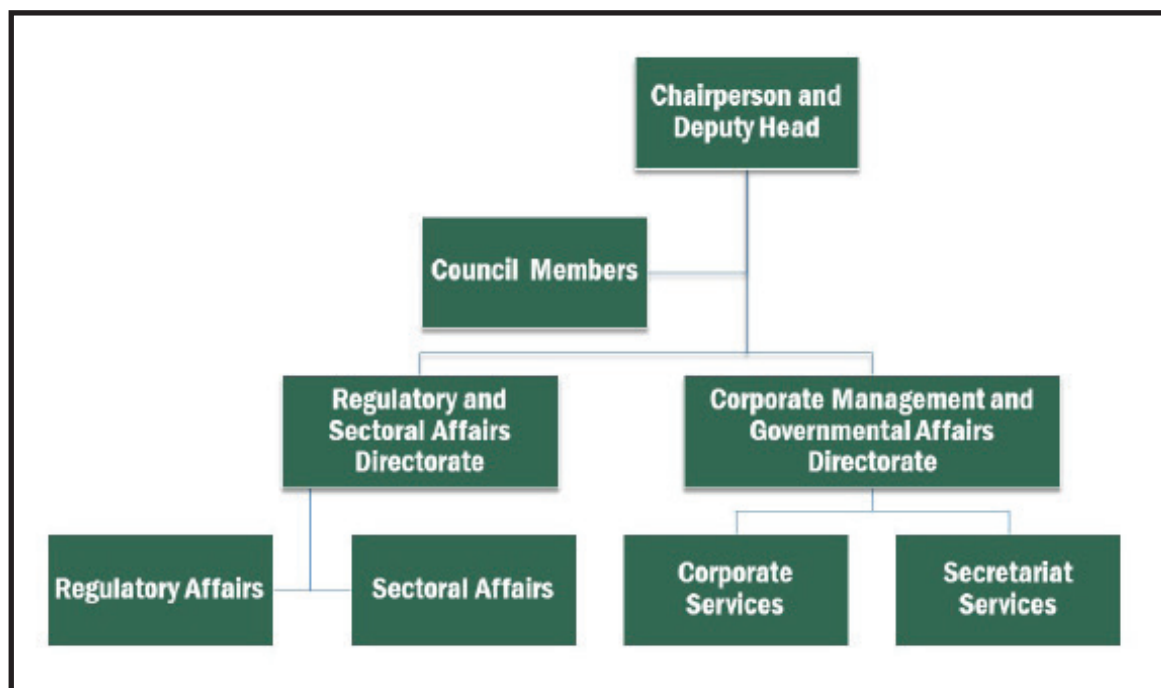 Chairperson and
Deputy Head
Council Members
Regulatory and
Sectoral Affairs
Directorate
Corporate Management and
Governmental Affairs
Directorate
Regulatory Affairs
Sectoral Affairs
Corporate
Services
Secretariat
Services